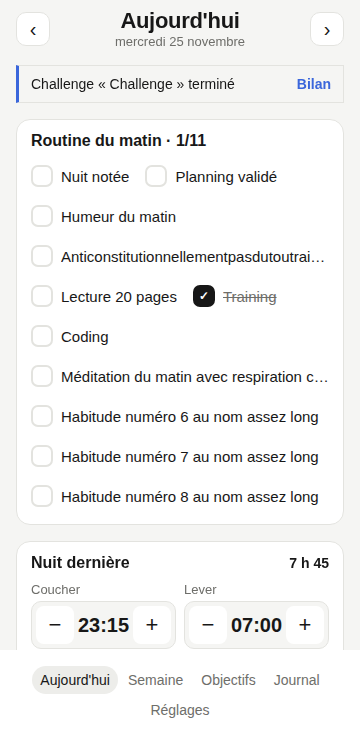 ‹ Aujourd'hui ›
mercredi 25 novembre
Challenge « Challenge » terminé Bilan
Routine du matin · 1/11
Nuit notée Planning validé
Humeur du matin
Anticonstitutionnellementpasdutoutrai…
Lecture 20 pages ✓ Training
Coding
Méditation du matin avec respiration c…
Habitude numéro 6 au nom assez long
Habitude numéro 7 au nom assez long
Habitude numéro 8 au nom assez long
Nuit dernière 7 h 45
Coucher Lever
− 23:15 + − 07:00 +
Aujourd'hui Semaine Objectifs Journal
Réglages